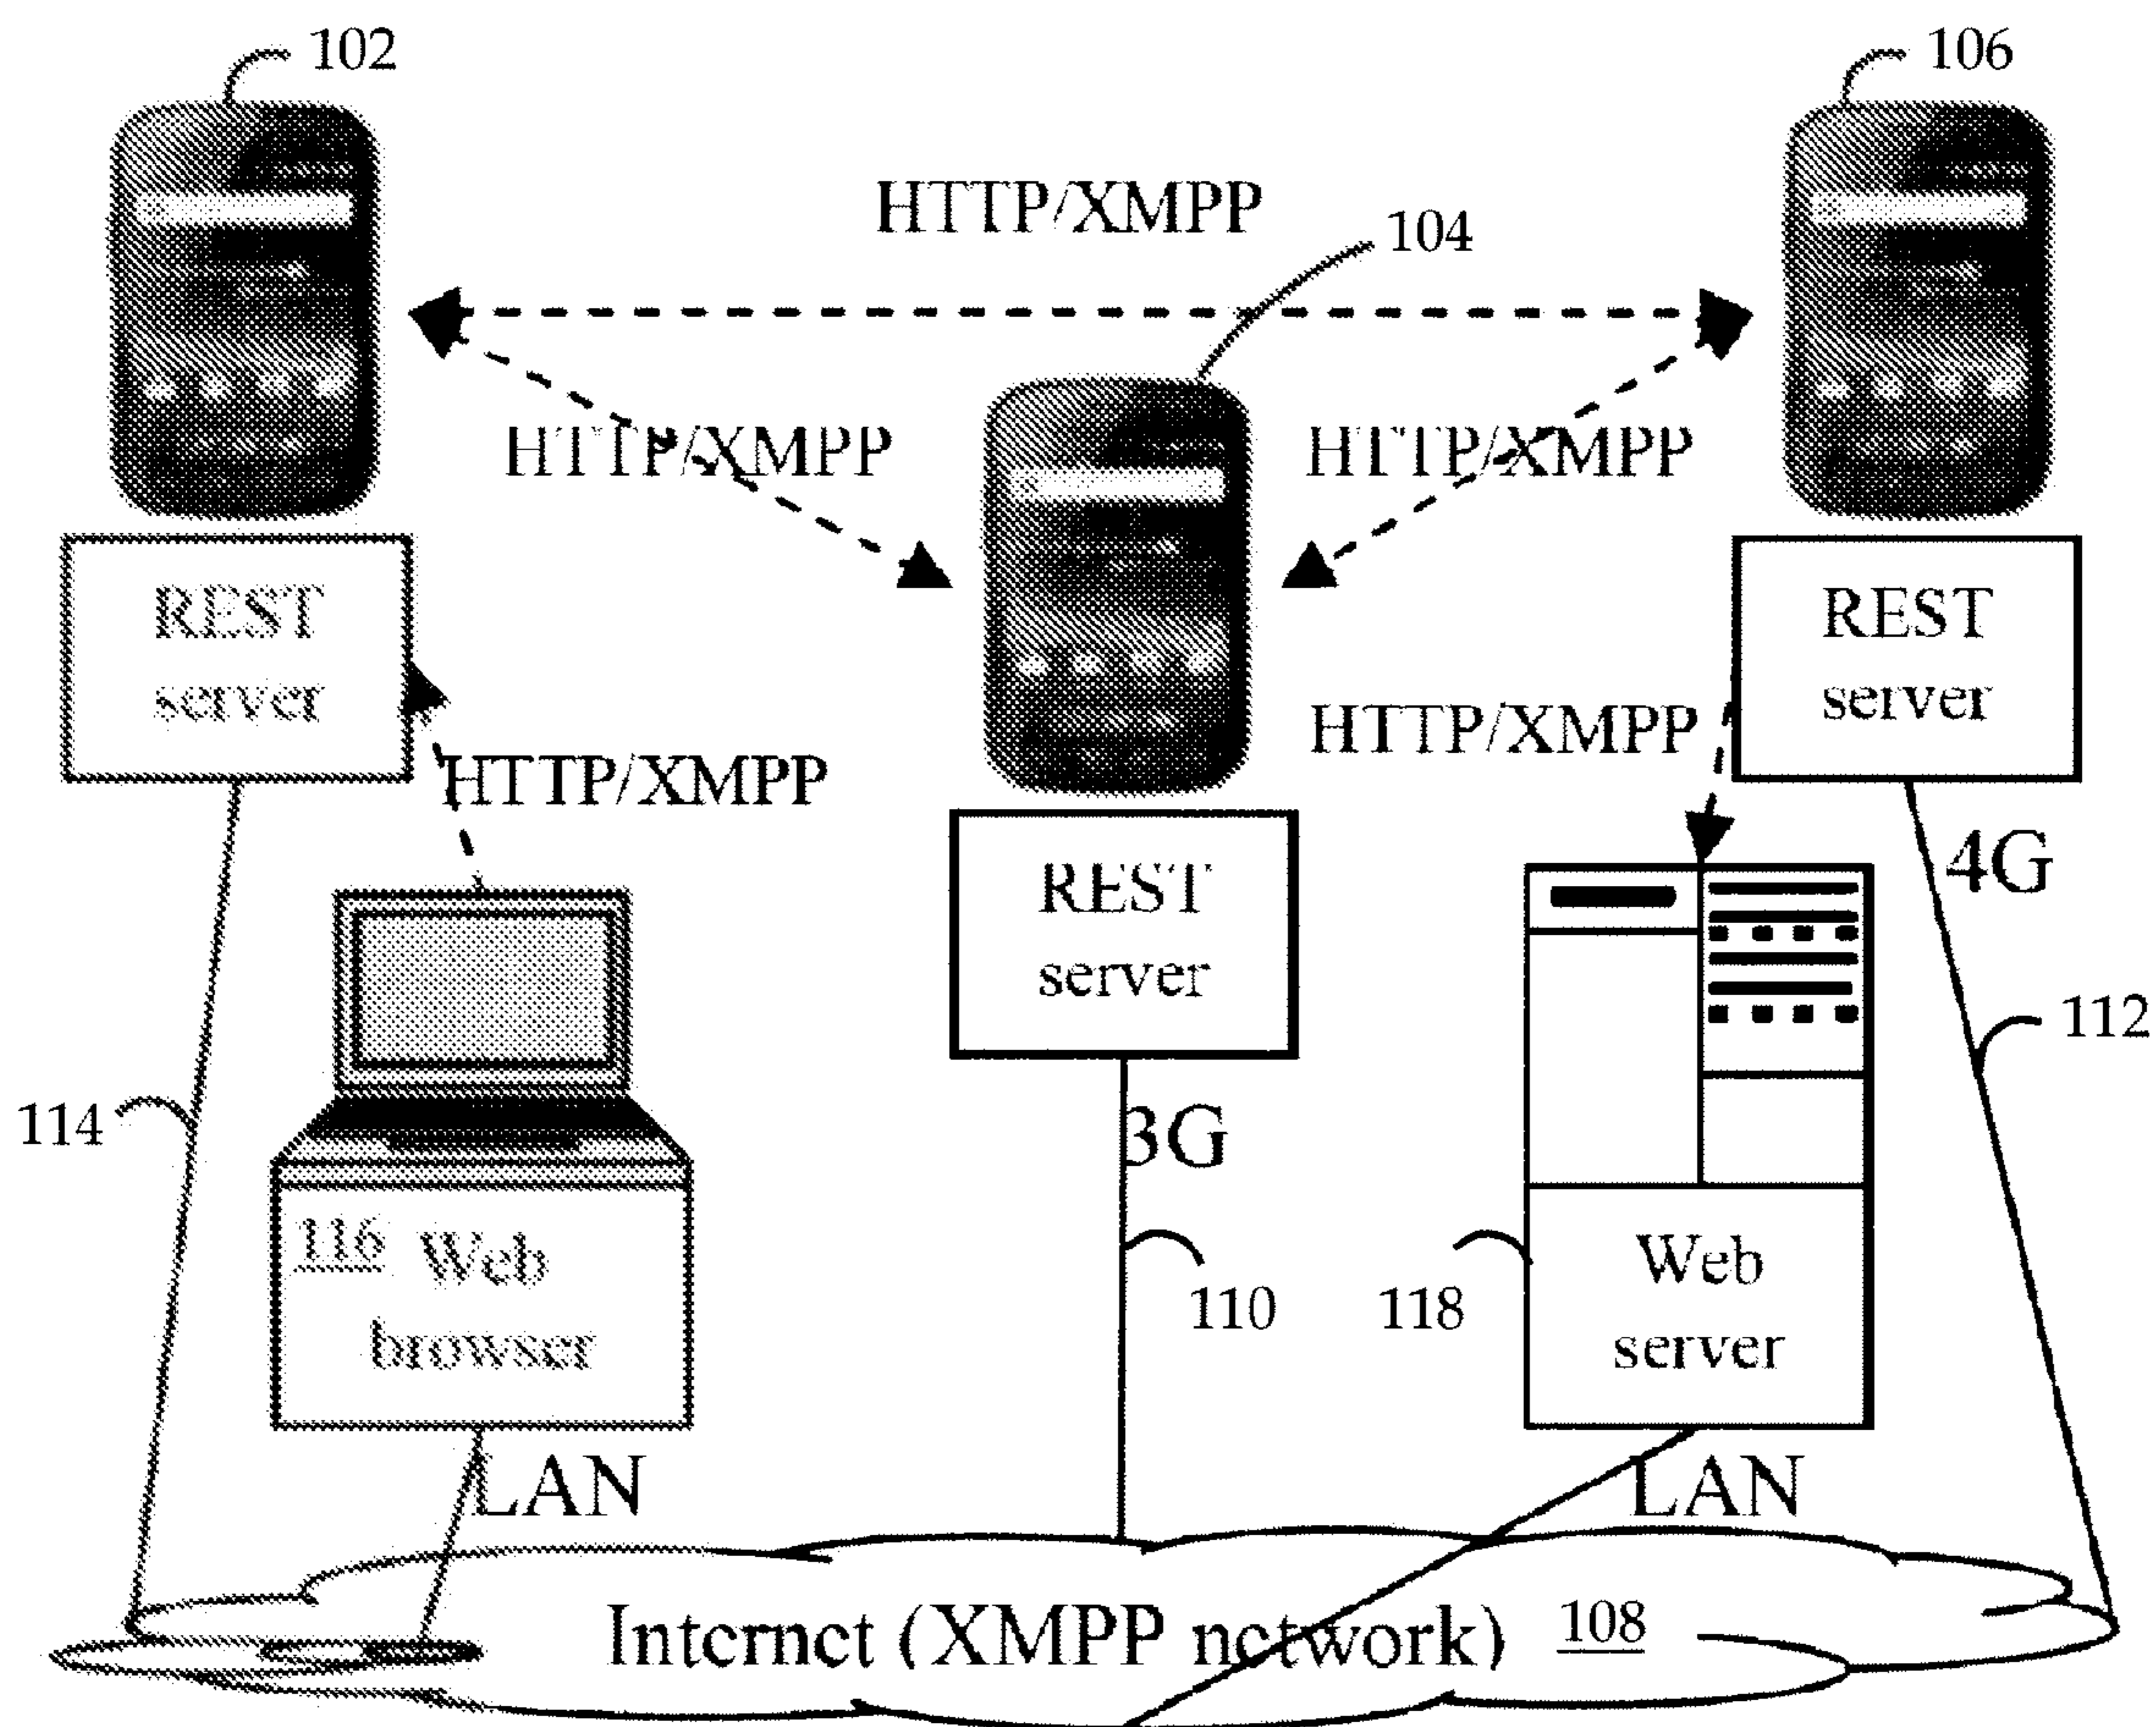 102
106
HTTP/XMPP
104
HTTP/XMPP
HTTP/XMPP
REST
server
REST
server
HTTP/XMPP
HTTP/XMPP
4G
REST
server
112
114
3G
116
Web
browser
110
118
Web
server
LAN
LAN
Internet (XMPP network) 108